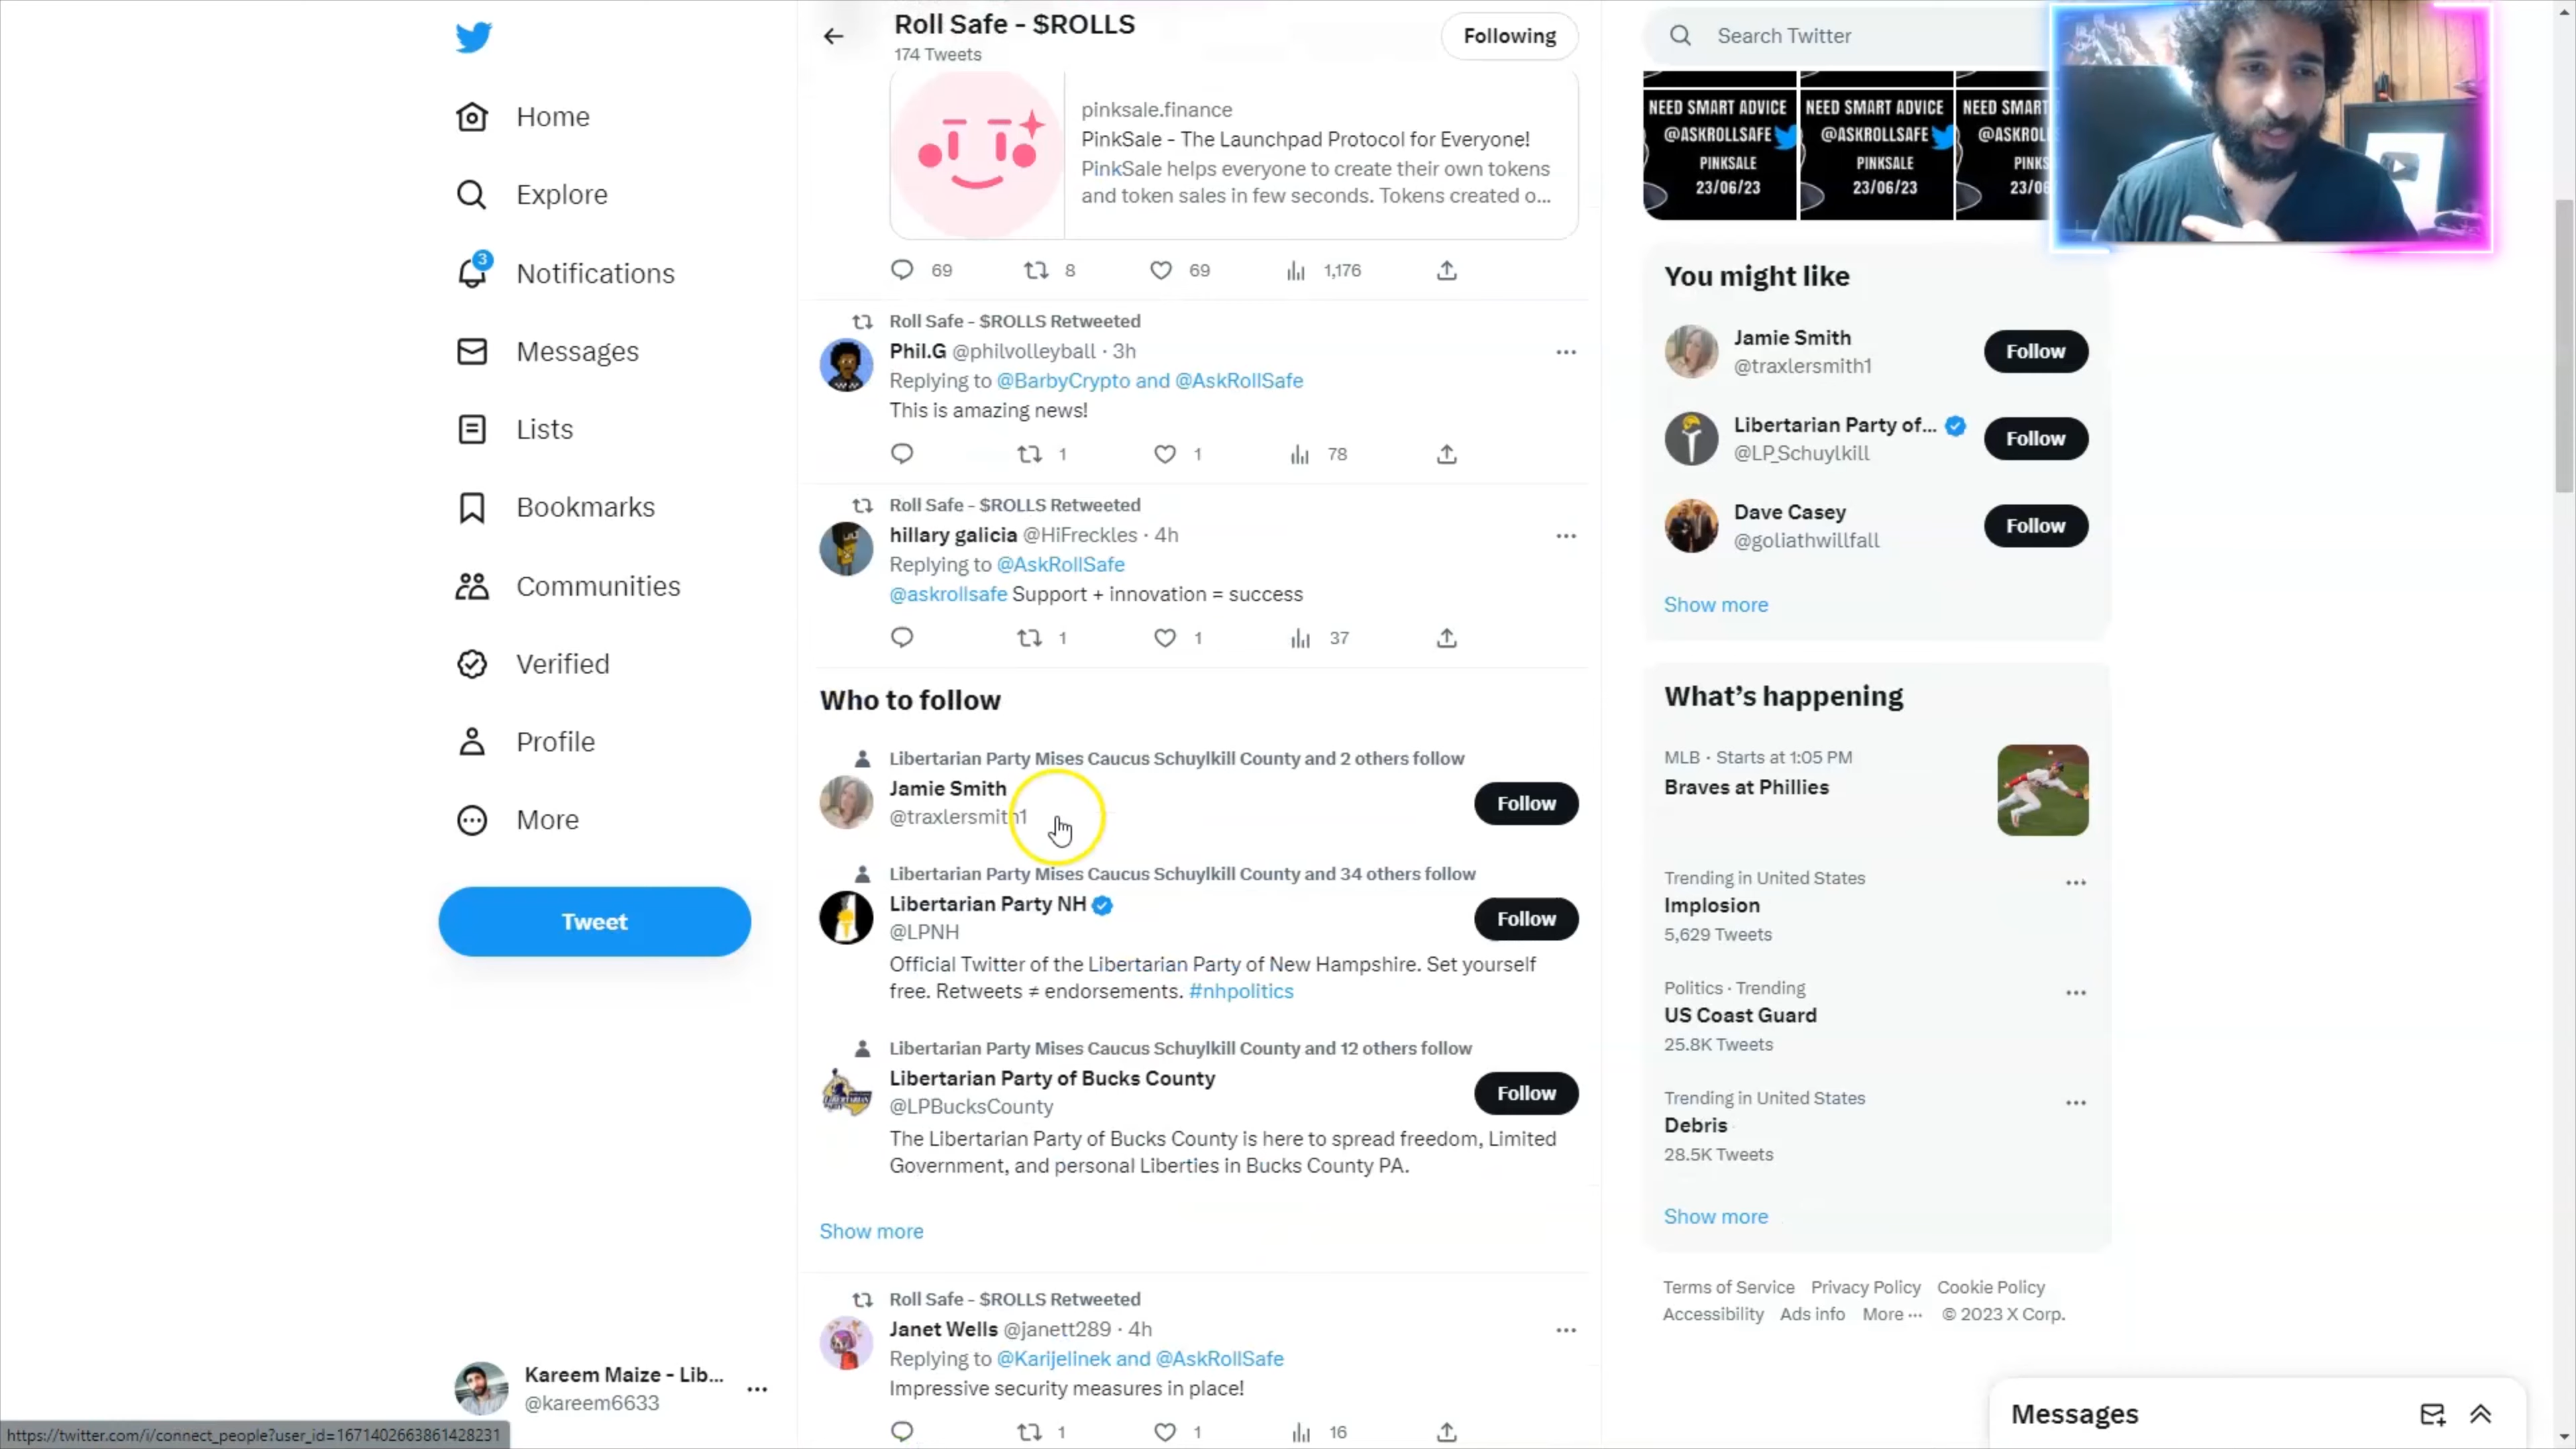 Roll Safe - $ROLLS
174 Tweets
Following
Search Twitter
Home
Explore
3
Notifications
Messages
Lists
Bookmarks
Communities
Verified
Profile
More
Tweet
Kareem Maize - Lib...
@kareem6633
https://twitter.com/i/connect_people?user_id=1671402663861428231
pinksale.finance
PinkSale - The Launchpad Protocol for Everyone!
PinkSale helps everyone to create their own tokens
and token sales in few seconds. Tokens created o...
69 8 69 1,176
Roll Safe - $ROLLS Retweeted
Phil.G @philvolleyball · 3h
Replying to @BarbyCrypto and @AskRollSafe
This is amazing news!
1 1 78
Roll Safe - $ROLLS Retweeted
hillary galicia @HiFreckles · 4h
Replying to @AskRollSafe
@askrollsafe Support + innovation = success
1 1 37
Who to follow
Libertarian Party Mises Caucus Schuylkill County and 2 others follow
Jamie Smith
@traxlersmith1
Follow
Libertarian Party Mises Caucus Schuylkill County and 34 others follow
Libertarian Party NH
@LPNH
Follow
Official Twitter of the Libertarian Party of New Hampshire. Set yourself
free. Retweets ≠ endorsements. #nhpolitics
Libertarian Party Mises Caucus Schuylkill County and 12 others follow
Libertarian Party of Bucks County
@LPBucksCounty
Follow
The Libertarian Party of Bucks County is here to spread freedom, Limited
Government, and personal Liberties in Bucks County PA.
Show more
Roll Safe - $ROLLS Retweeted
Janet Wells @janett289 · 4h
Replying to @Karijelinek and @AskRollSafe
Impressive security measures in place!
1 1 16
NEED SMART ADVICE
@ASKROLLSAFE
PINKSALE
23/06/23
NEED SMART ADVICE
@ASKROLLSAFE
PINKSALE
23/06/23
NEED SMART
@ASKROL
PINKS
23/06
You might like
Jamie Smith
@traxlersmith1
Follow
Libertarian Party of...
@LP_Schuylkill
Follow
Dave Casey
@goliathwillfall
Follow
Show more
What's happening
MLB · Starts at 1:05 PM
Braves at Phillies
Trending in United States
Implosion
5,629 Tweets
Politics · Trending
US Coast Guard
25.8K Tweets
Trending in United States
Debris
28.5K Tweets
Show more
Terms of Service Privacy Policy Cookie Policy
Accessibility Ads info More ··· © 2023 X Corp.
Messages